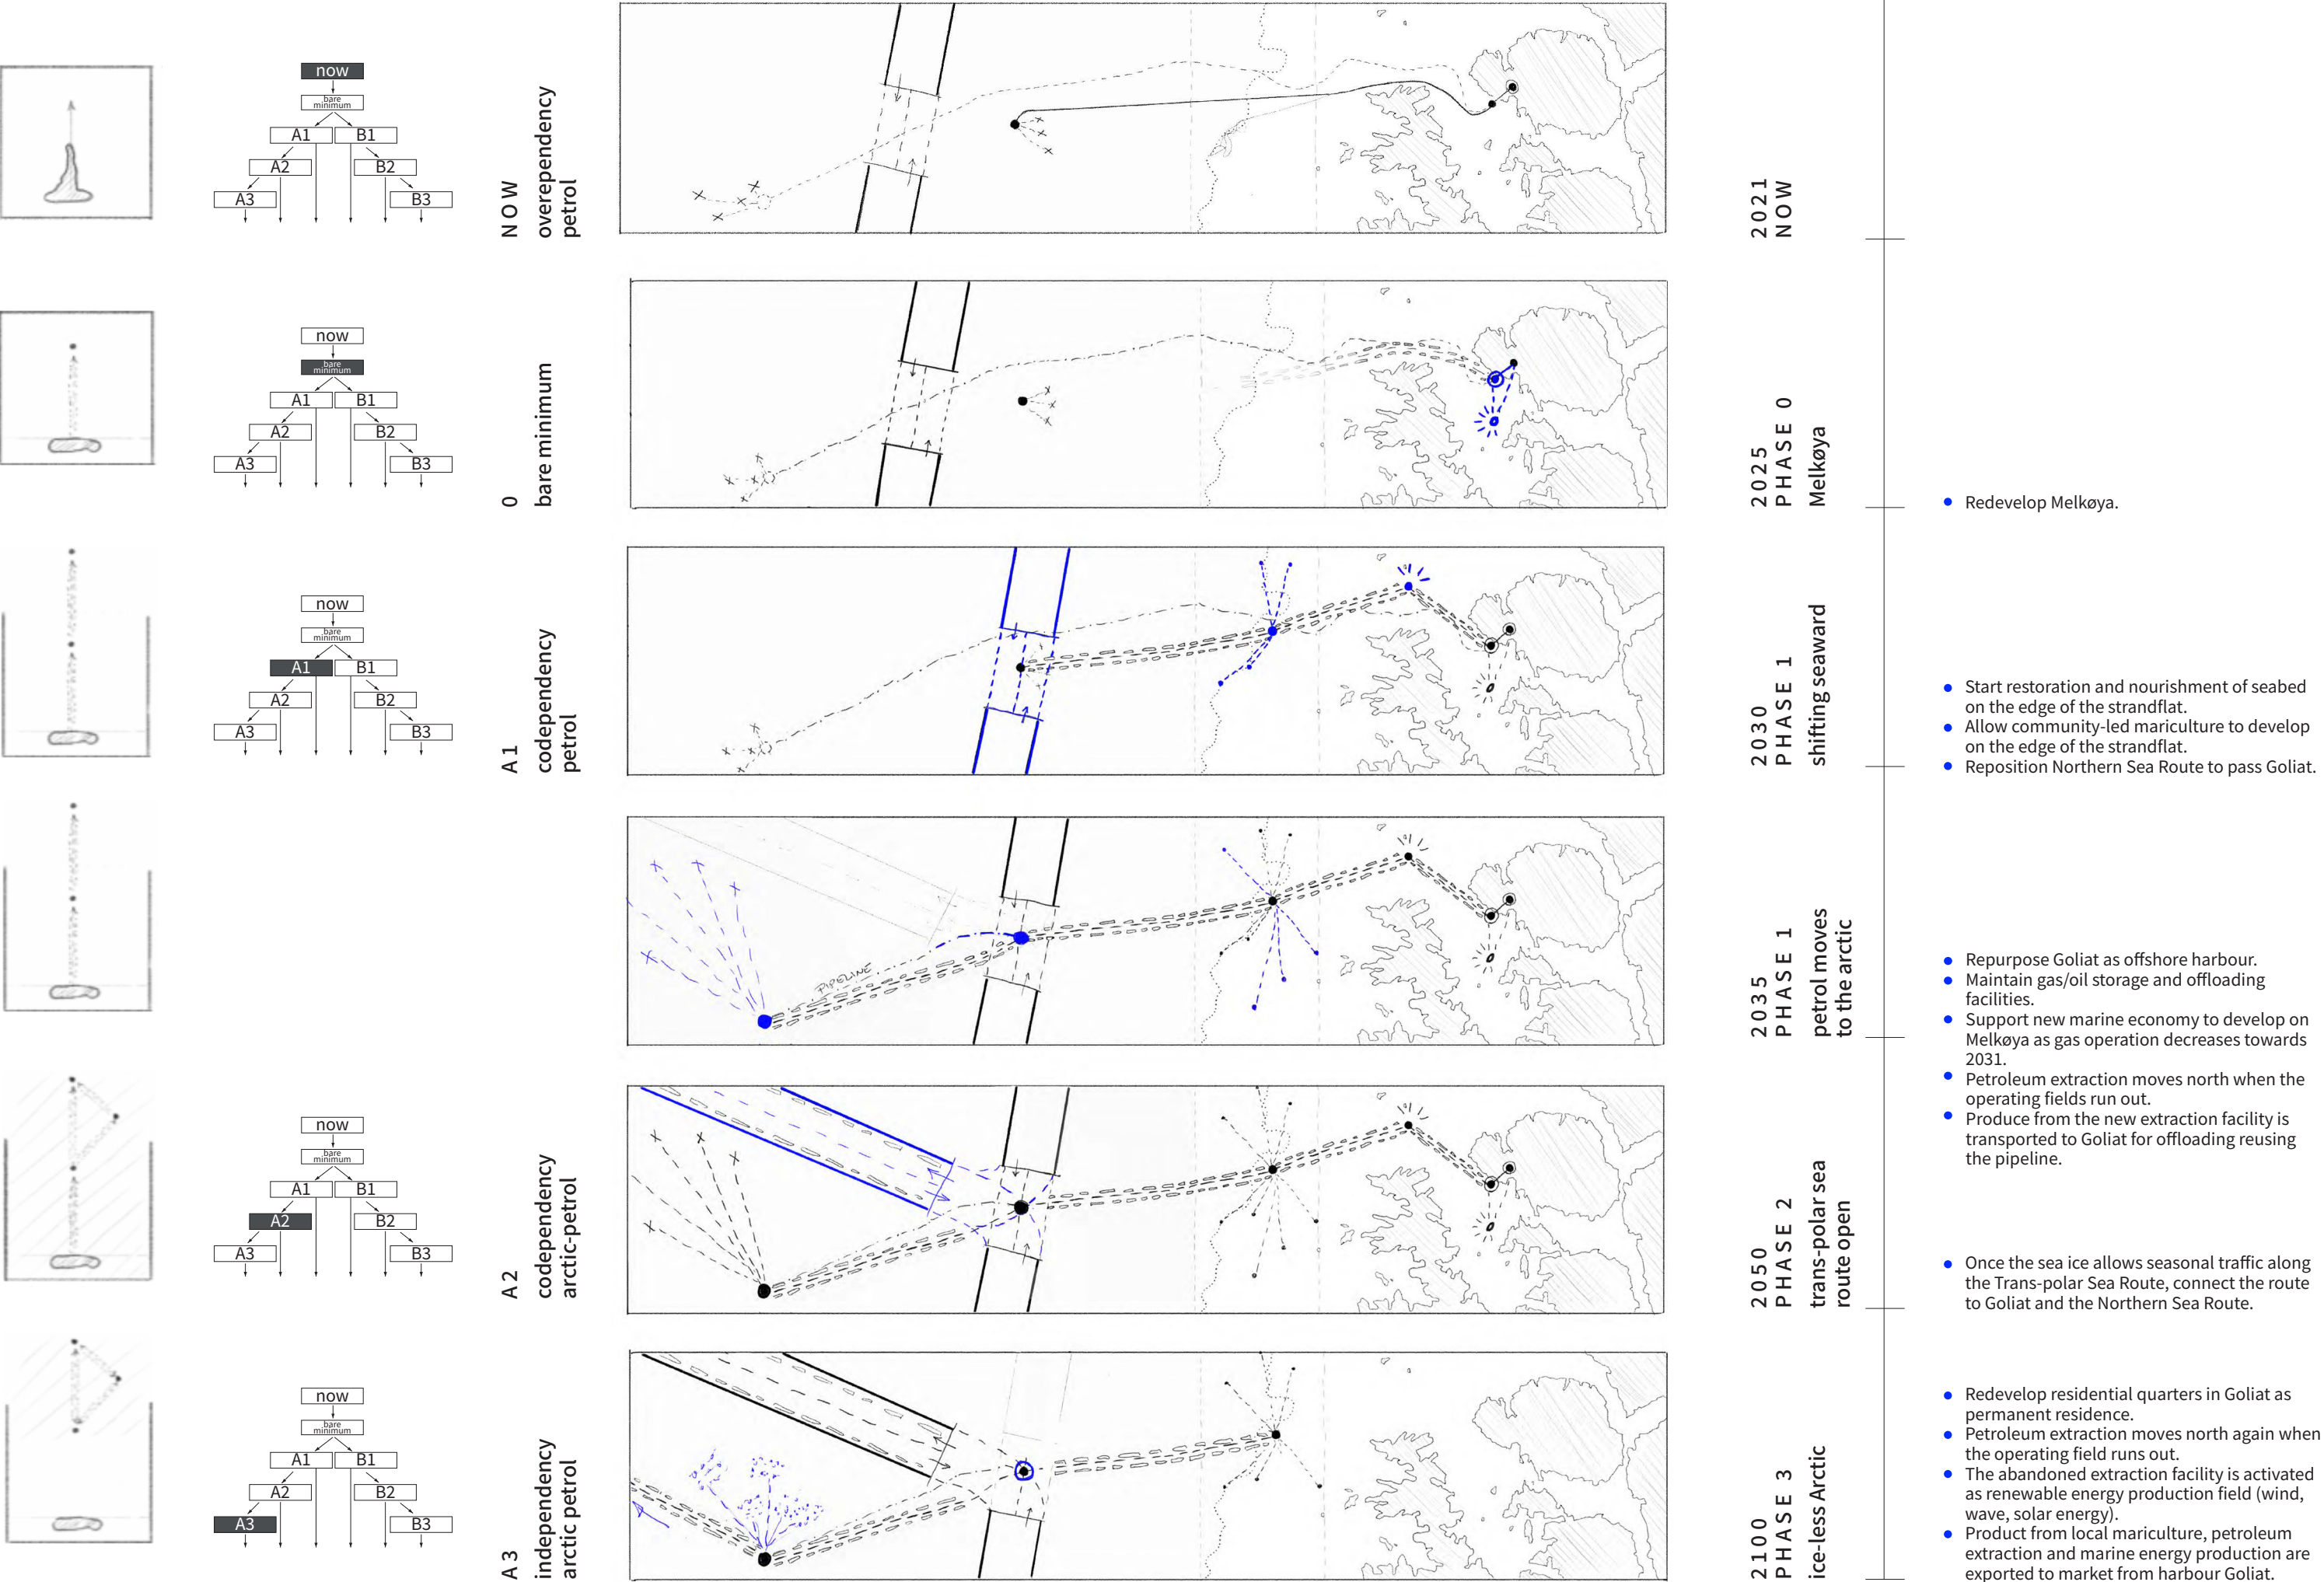 now
bare
minimum
A1
B1
A2
B2
A3
B3
NOW
overependency
petrol
2021
NOW
now
bare
minimum
A1
B1
A2
B2
A3
B3
0
bare minimum
2025
PHASE 0
Melkøya
Redevelop Melkøya.
now
bare
minimum
A1
B1
A2
B2
A3
B3
A1
codependency
petrol
2030
PHASE 1
shifting seaward
Start restoration and nourishment of seabed
on the edge of the strandflat.
Allow community-led mariculture to develop
on the edge of the strandflat.
Reposition Northern Sea Route to pass Goliat.
PIPELINE
2035
PHASE 1
petrol moves
to the arctic
Repurpose Goliat as offshore harbour.
Maintain gas/oil storage and offloading
facilities.
Support new marine economy to develop on
Melkøya as gas operation decreases towards
2031.
Petroleum extraction moves north when the
operating fields run out.
Produce from the new extraction facility is
transported to Goliat for offloading reusing
the pipeline.
now
bare
minimum
A1
B1
A2
B2
A3
B3
A2
codependency
arctic-petrol
2050
PHASE 2
trans-polar sea
route open
Once the sea ice allows seasonal traffic along
the Trans-polar Sea Route, connect the route
to Goliat and the Northern Sea Route.
now
bare
minimum
A1
B1
A2
B2
A3
B3
A3
independency
arctic petrol
2100
PHASE 3
ice-less Arctic
Redevelop residential quarters in Goliat as
permanent residence.
Petroleum extraction moves north again when
the operating field runs out.
The abandoned extraction facility is activated
as renewable energy production field (wind,
wave, solar energy).
Product from local mariculture, petroleum
extraction and marine energy production are
exported to market from harbour Goliat.